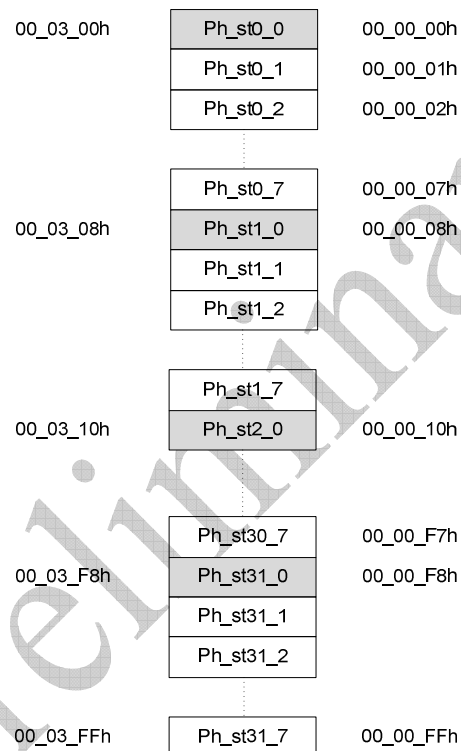 00_03_00h Ph_st0_0 00_00_00h
Ph_st0_1 00_00_01h
Ph_st0_2 00_00_02h
Ph_st0_7 00_00_07h
00_03_08h Ph_st1_0 00_00_08h
Ph_st1_1
Ph_st1_2
Ph_st1_7
00_03_10h Ph_st2_0 00_00_10h
Ph_st30_7 00_00_F7h
00_03_F8h Ph_st31_0 00_00_F8h
Ph_st31_1
Ph_st31_2
00_03_FFh Ph_st31_7 00_00_FFh
elimina